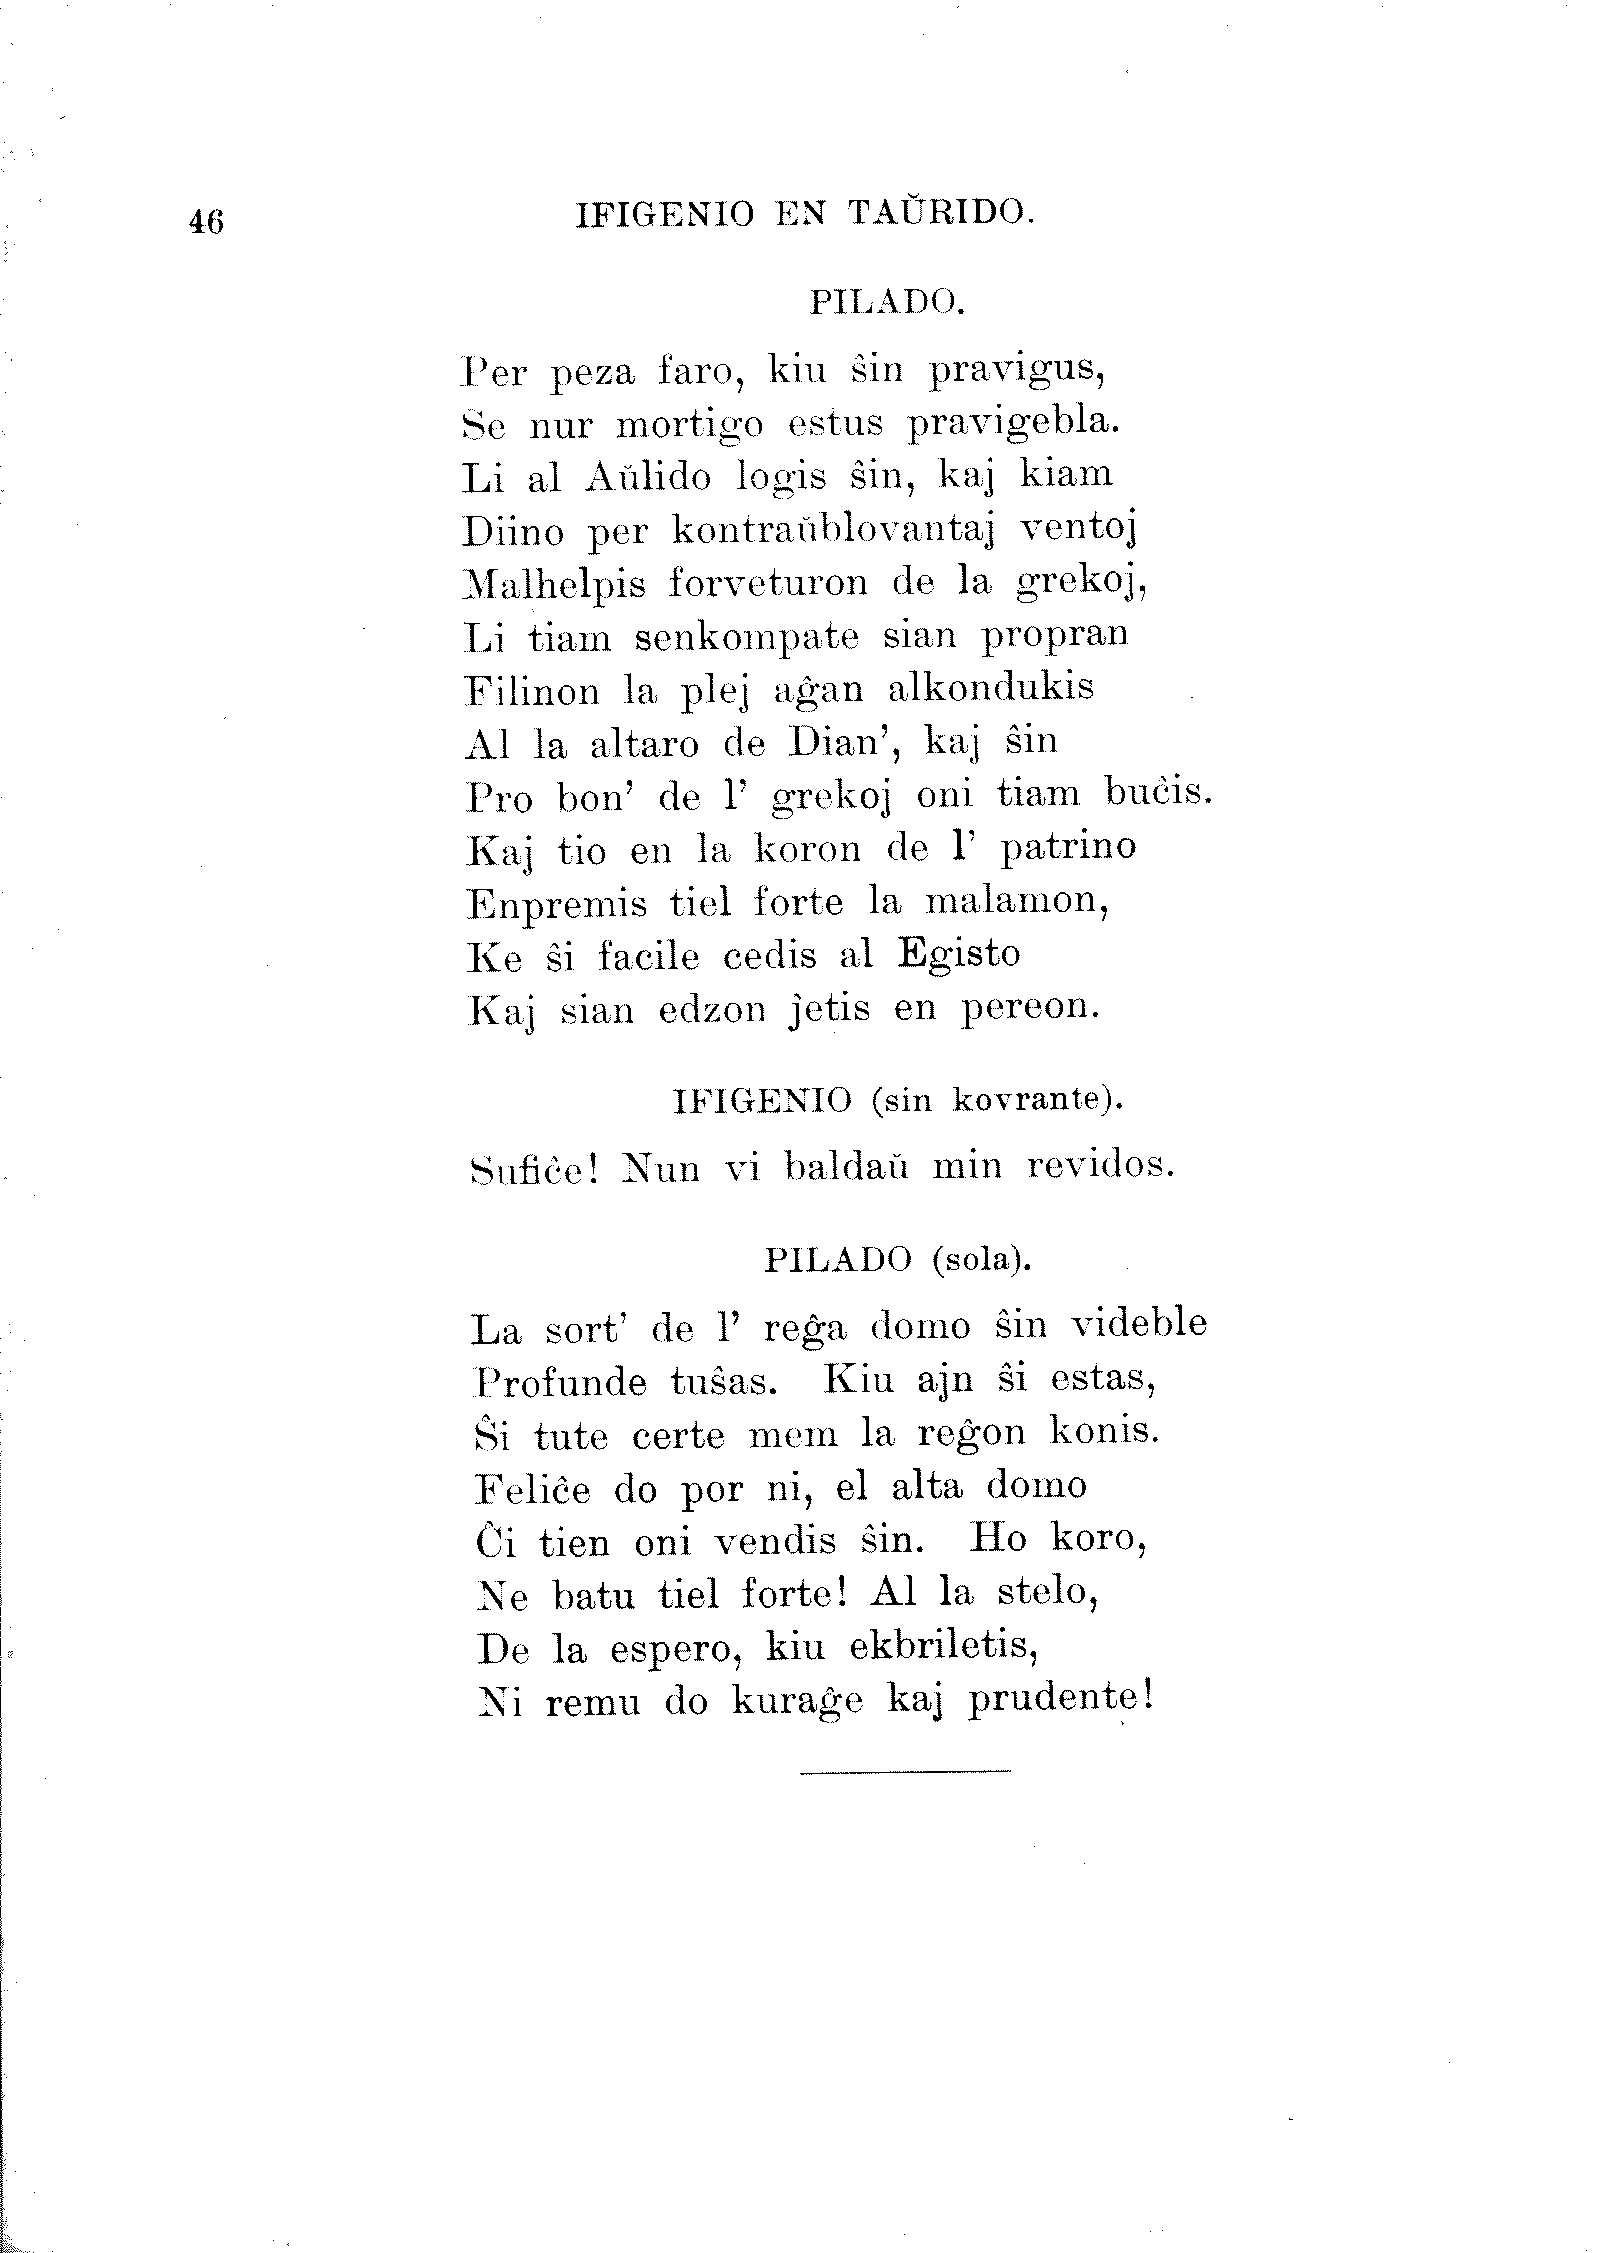 46
IFIGENIO EN TAŬRIDO.
PILADO.
Per peza faro, kiu ŝin pravigus,
Se nur mortigo estus pravigebla.
Li al Aŭlido logis ŝin, kaj kiam
Diino per kontraŭblovantaj ventoj
Malhelpis forveturon de la grekoj,
Li tiam senkompate sian propran
Filinon la plej aĝan alkondukis
Al la altaro de Dian’, kaj ŝin
Pro bon’ de l’ grekoj oni tiam buĉis.
Kaj tio en la koron de l’ patrino
Enpremis tiel forte la malamon,
Ke ŝi facile cedis al Egisto
Kaj sian edzon ĵetis en pereon.
IFIGENIO (sin kovrante).
Sufiĉe! Nun vi baldaŭ min revidos.
PILADO (sola).
La sort’ de l’ reĝa domo ŝin videble
Profunde tuŝas. Kiu ajn ŝi estas,
Ŝi tute certe mem la reĝon konis.
Feliĉe do por ni, el alta domo
Ĉi tien oni vendis ŝin. Ho koro,
Ne batu tiel forte! Al la stelo,
De la espero, kiu ekbriletis,
Ni remu do kuraĝe kaj prudente!